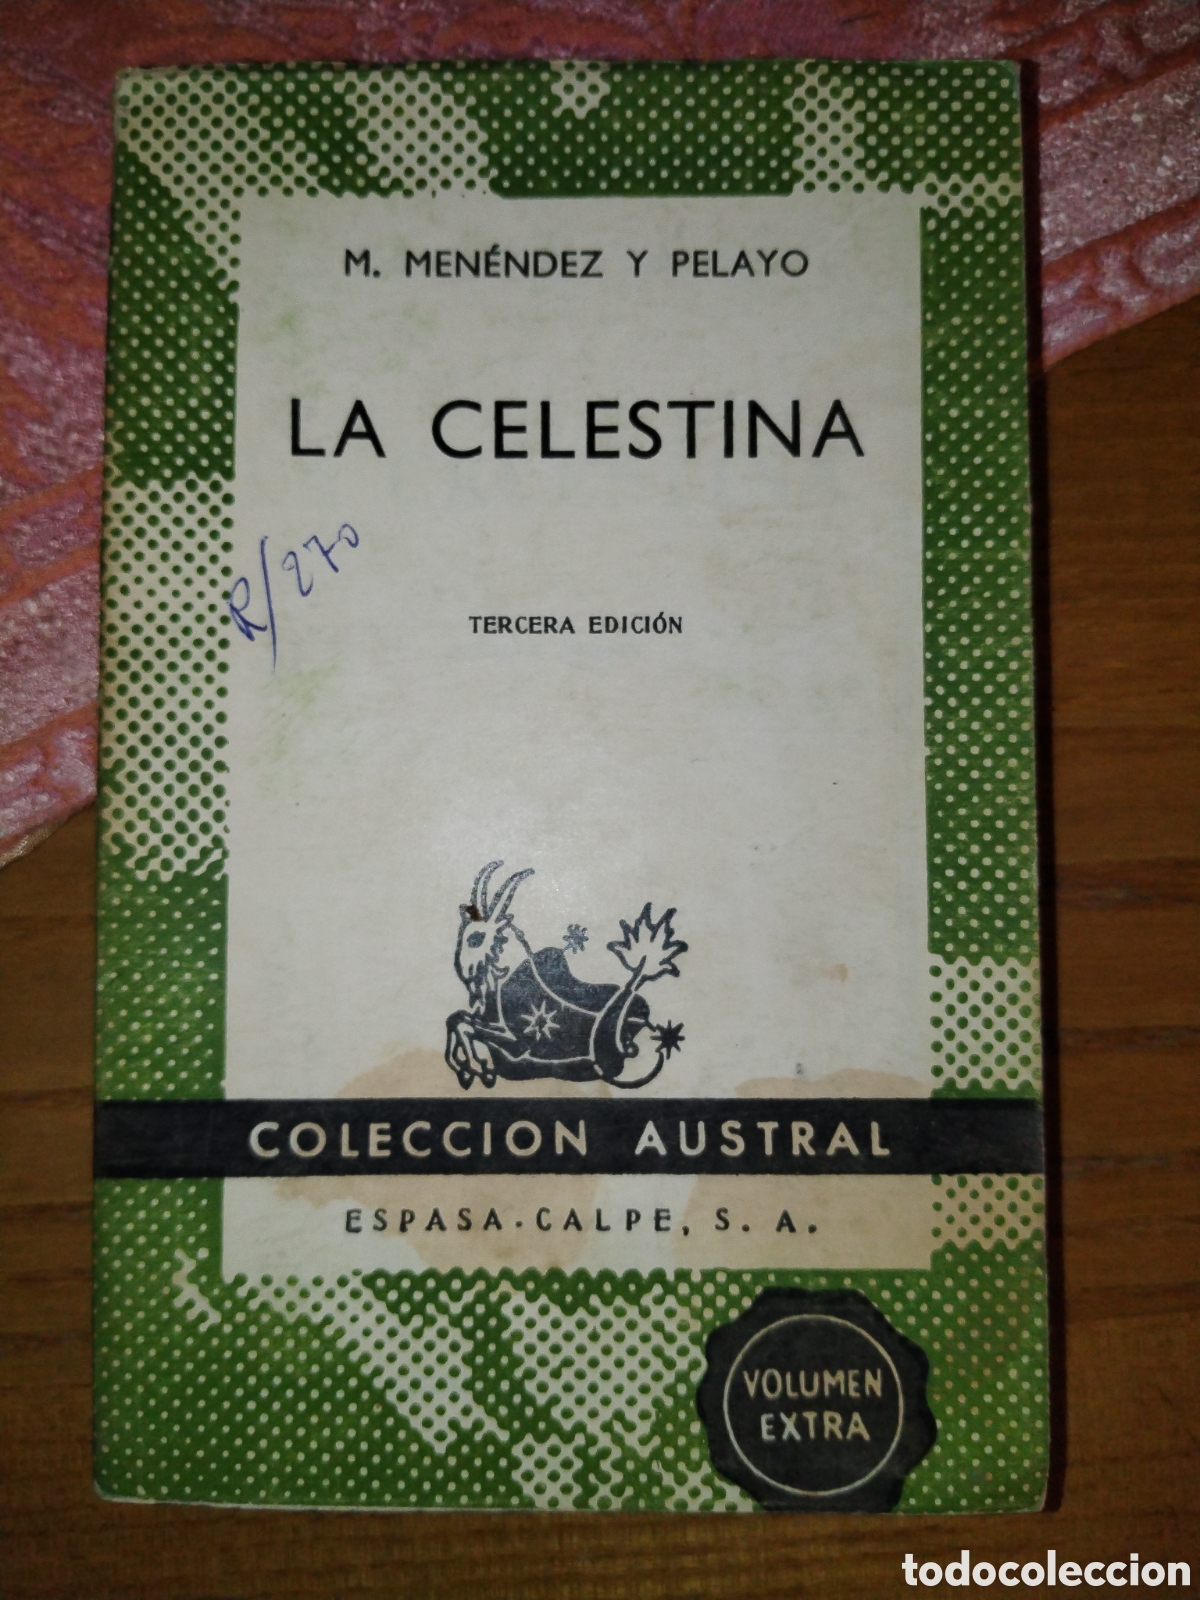 M. MENÉNDEZ Y PELAYO
LA CELESTINA
R/270
TERCERA EDICIÓN
COLECCION AUSTRAL
ESPASA-CALPE, S. A.
VOLUMEN
EXTRA
todocoleccion